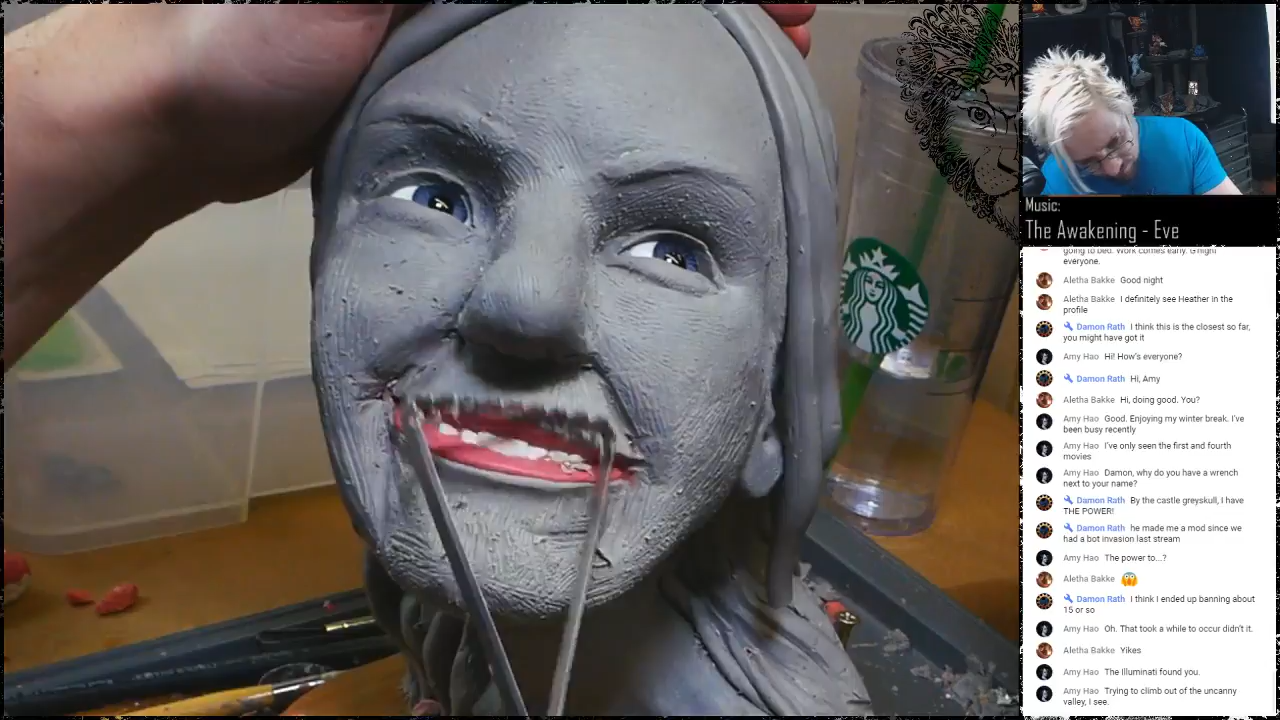 Music:
The Awakening - Eve
going to bed. Work comes early. G'night
everyone.
Aletha Bakke Good night
Aletha Bakke I definitely see Heather in the
profile
Damon Rath I think this is the closest so far,
you might have got it
Amy Hao Hi! How's everyone?
Damon Rath Hi, Amy
Aletha Bakke Hi, doing good. You?
Amy Hao Good. Enjoying my winter break. I've
been busy recently
Amy Hao I've only seen the first and fourth
movies
Amy Hao Damon, why do you have a wrench
next to your name?
Damon Rath By the castle greyskull, I have
THE POWER!
Damon Rath he made me a mod since we
had a bot invasion last stream
Amy Hao The power to...?
Aletha Bakke 😱
Damon Rath I think I ended up banning about
15 or so
Amy Hao Oh. That took a while to occur didn't it.
Aletha Bakke Yikes
Amy Hao The Illuminati found you.
Amy Hao Trying to climb out of the uncanny
valley, I see.